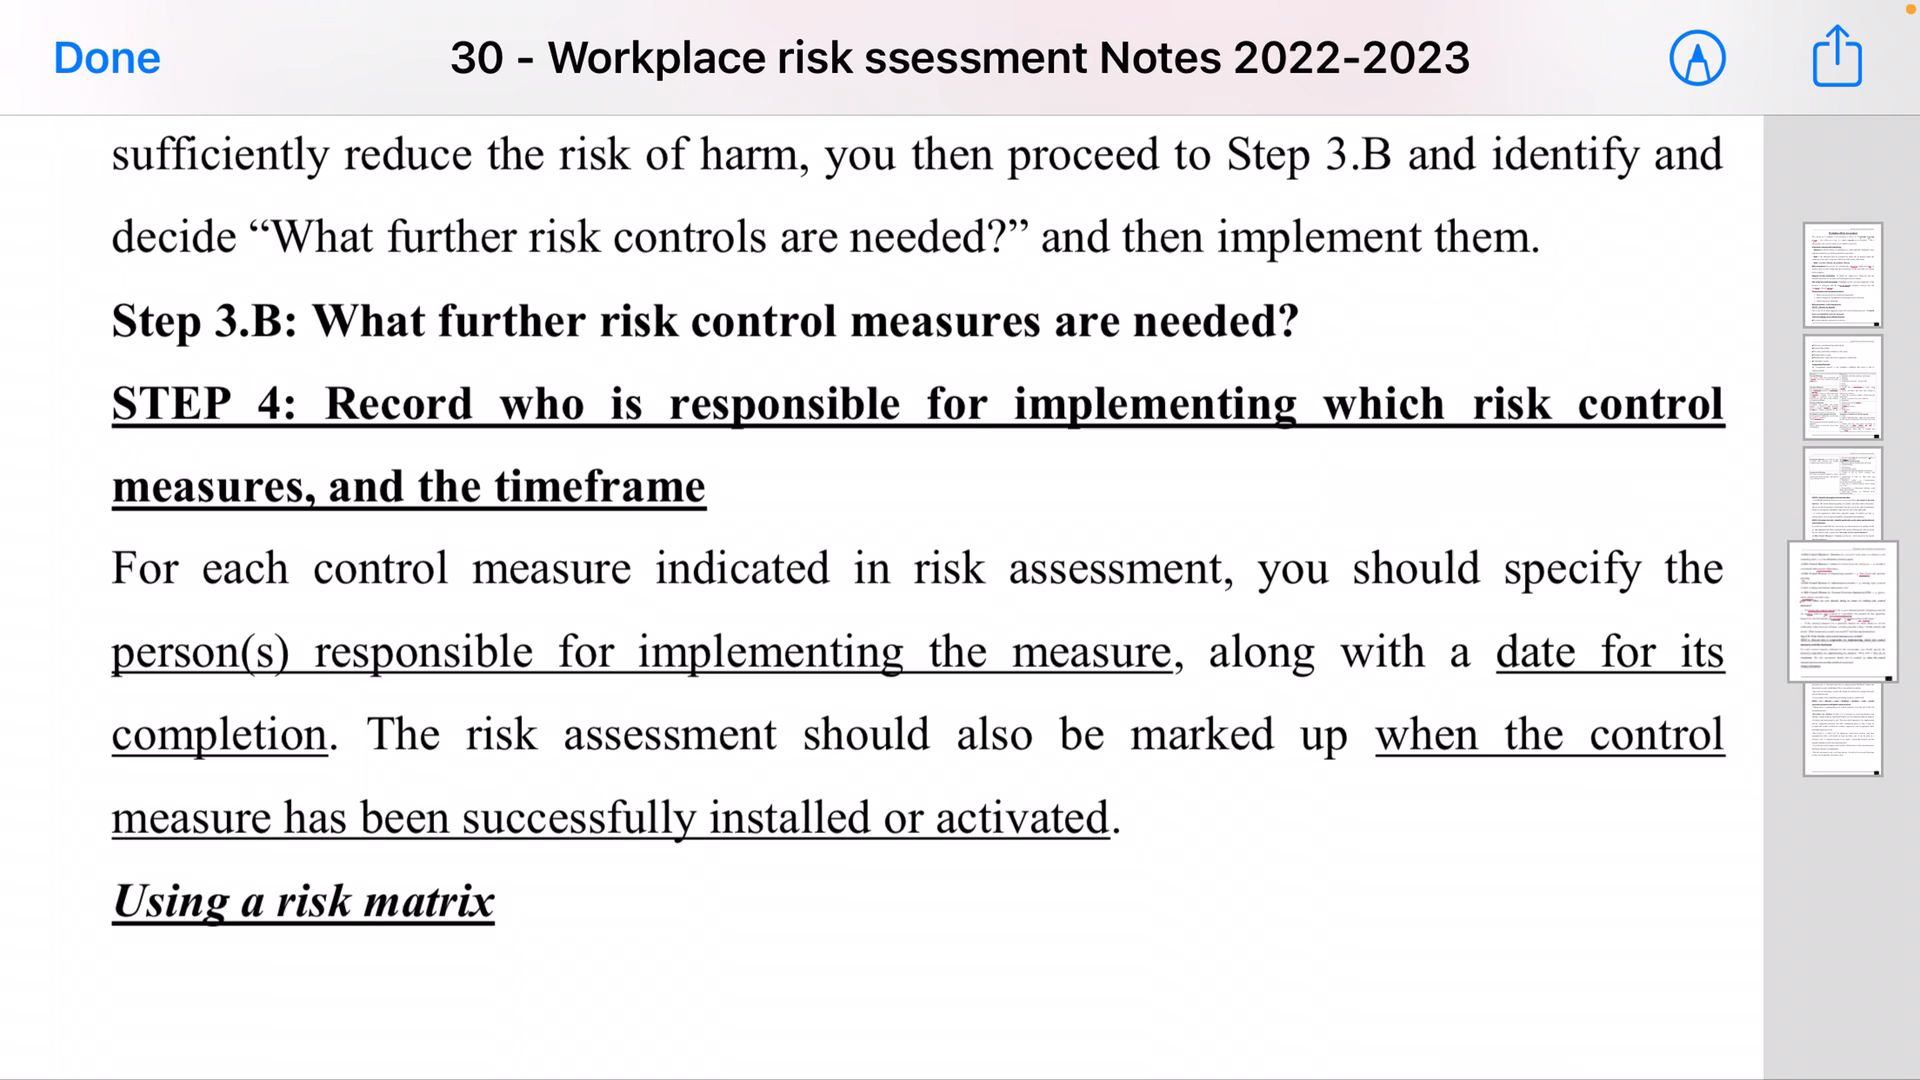 Done
30 - Workplace risk ssessment Notes 2022-2023
sufficiently reduce the risk of harm, you then proceed to Step 3.B and identify and
decide “What further risk controls are needed?” and then implement them.
Step 3.B: What further risk control measures are needed?
STEP 4: Record who is responsible for implementing which risk control
measures, and the timeframe
For each control measure indicated in risk assessment, you should specify the
person(s) responsible for implementing the measure, along with a date for its
completion. The risk assessment should also be marked up when the control
measure has been successfully installed or activated.
Using a risk matrix